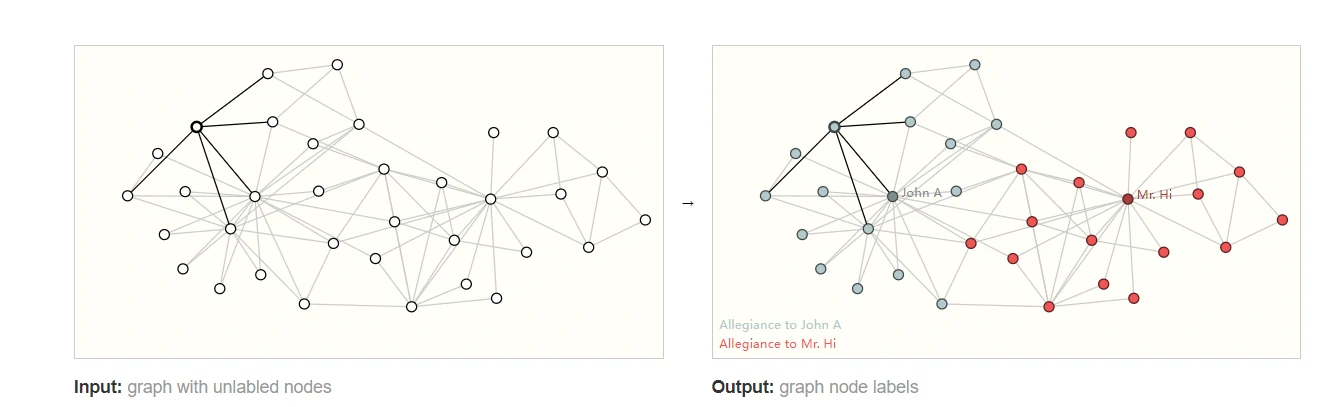 →
John A
Mr. Hi
Allegiance to John A
Allegiance to Mr. Hi
Input: graph with unlabled nodes
Output: graph node labels